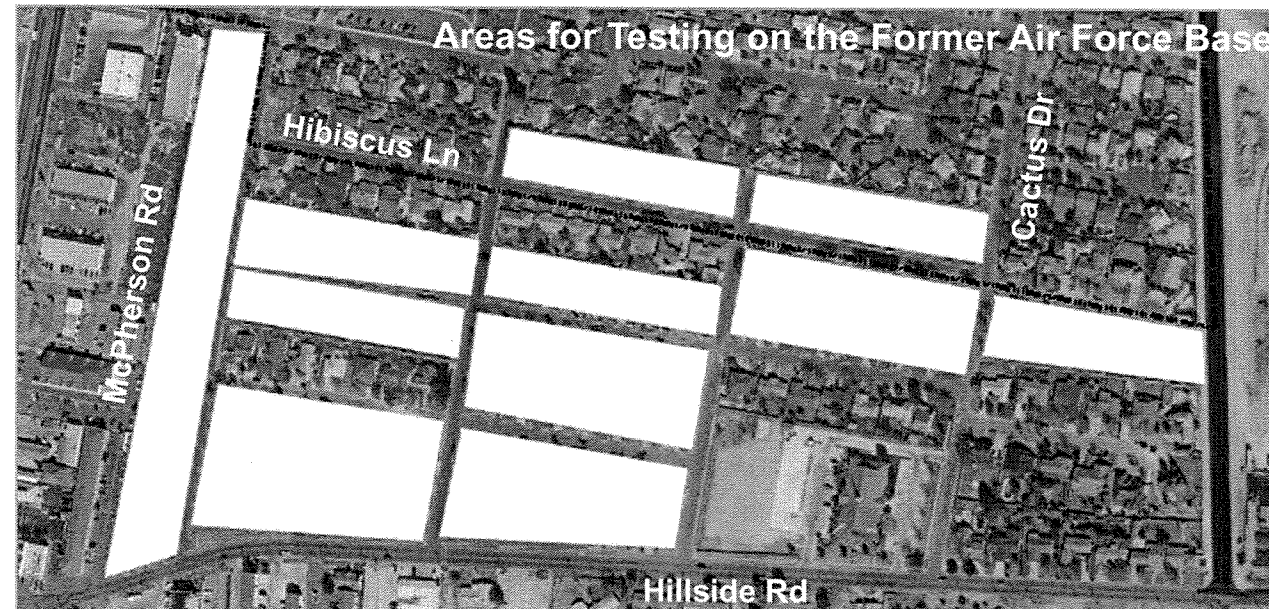 Areas for Testing on the Former Air Force Base
Hibiscus Ln
Cactus Dr
McPherson Rd
Hillside Rd